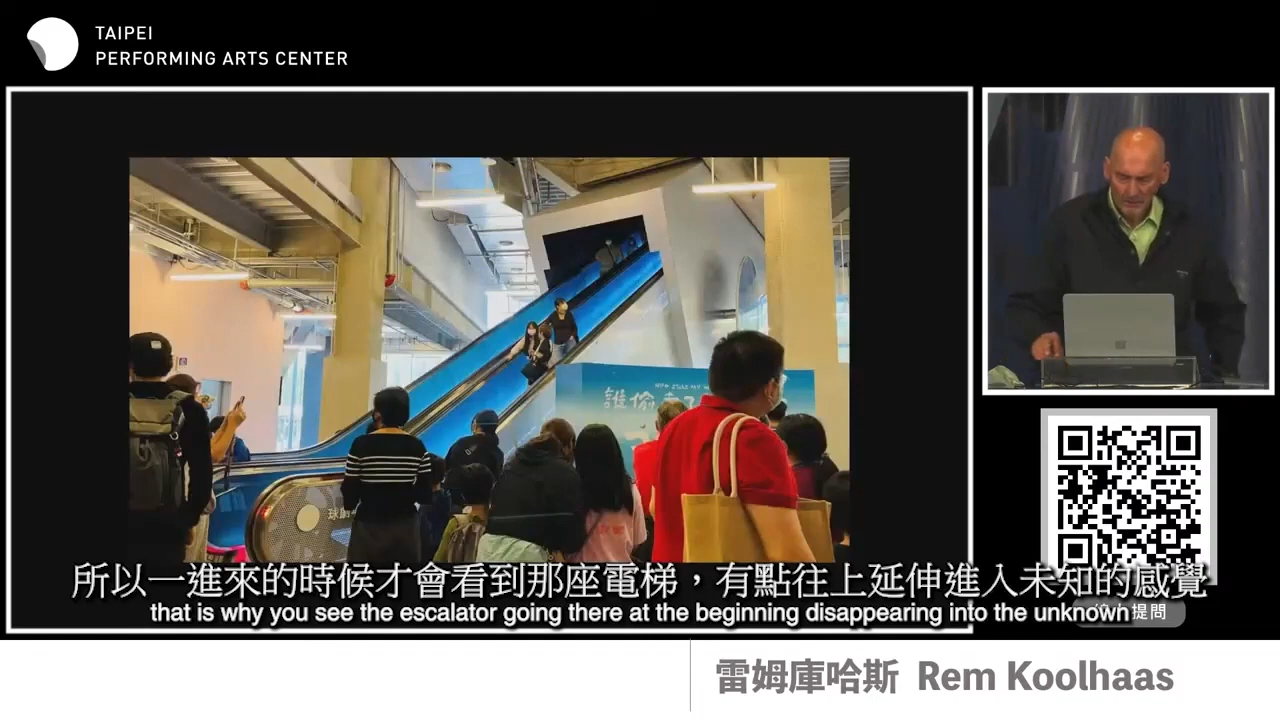 TAIPEI
PERFORMING ARTS CENTER
球劇
所以一進來的時候才會看到那座電梯，有點往上延伸進入未知的感覺
that is why you see the escalator going there at the beginning disappearing into the unknown
提問
雷姆庫哈斯 Rem Koolhaas